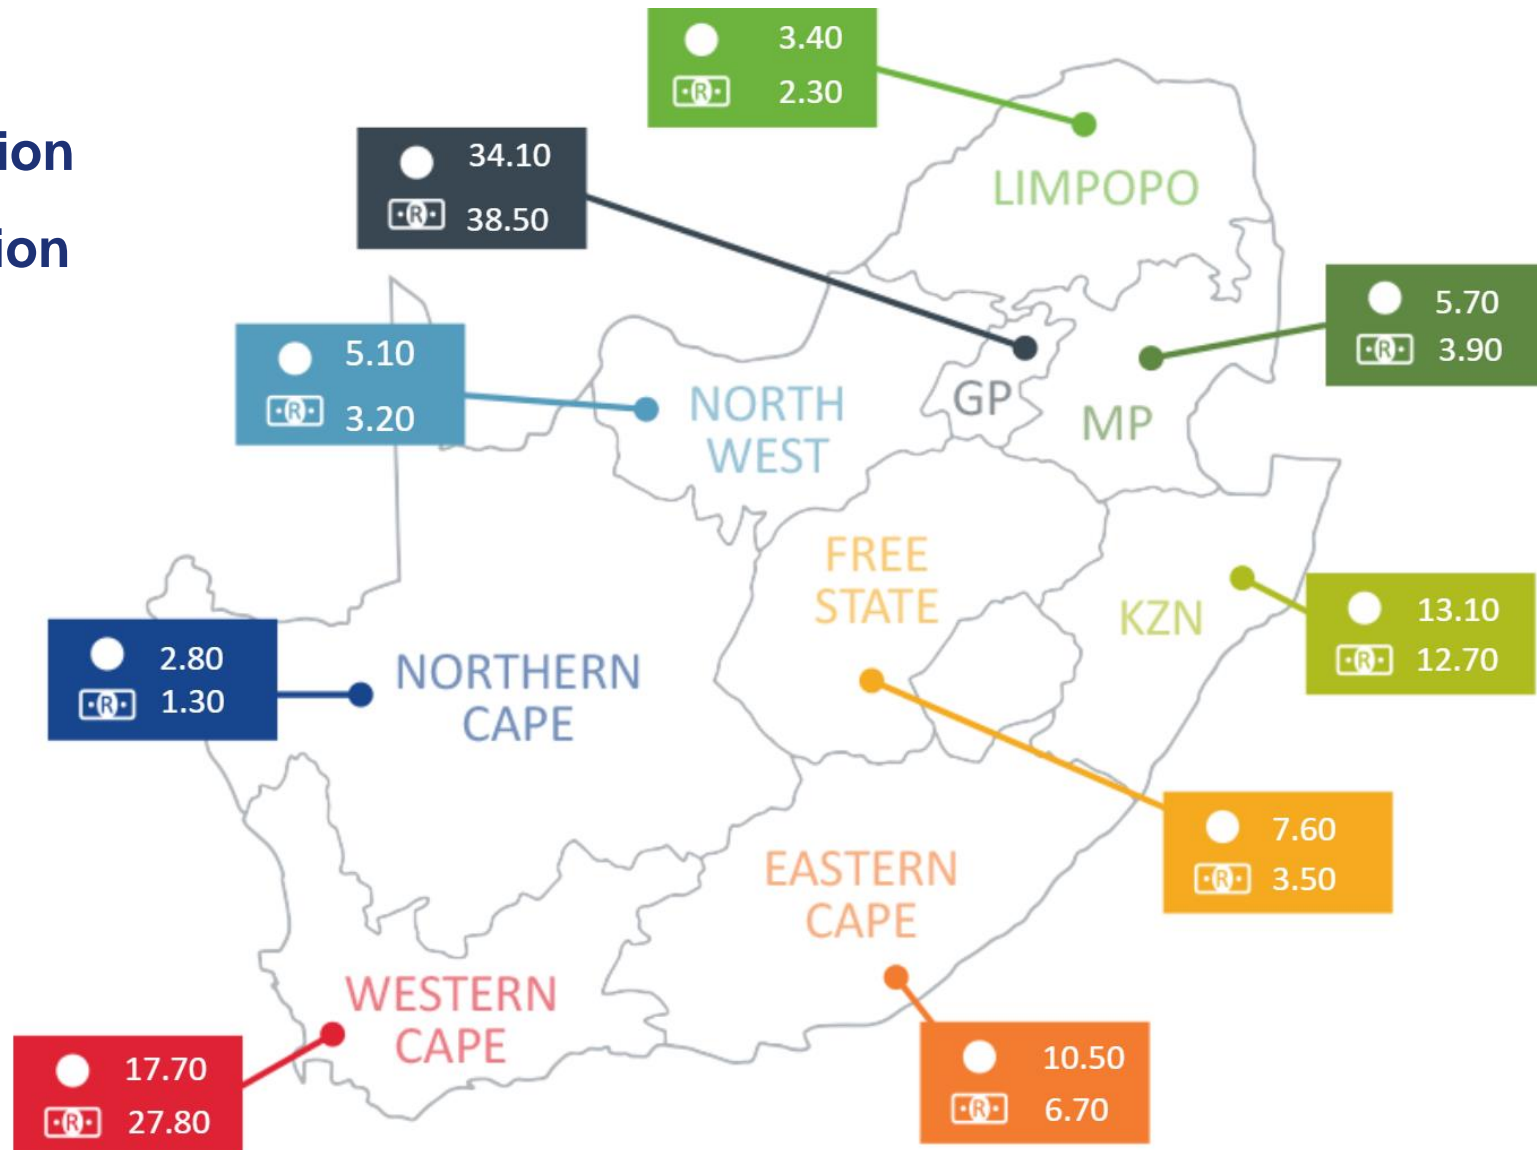 3.40
R 2.30
ion
34.10
R 38.50
LIMPOPO
ion
5.70
R 3.90
5.10
R 3.20
NORTH
WEST
GP
MP
FREE
STATE
KZN
13.10
R 12.70
2.80
R 1.30
NORTHERN
CAPE
7.60
R 3.50
EASTERN
CAPE
WESTERN
CAPE
17.70
R 27.80
10.50
R 6.70